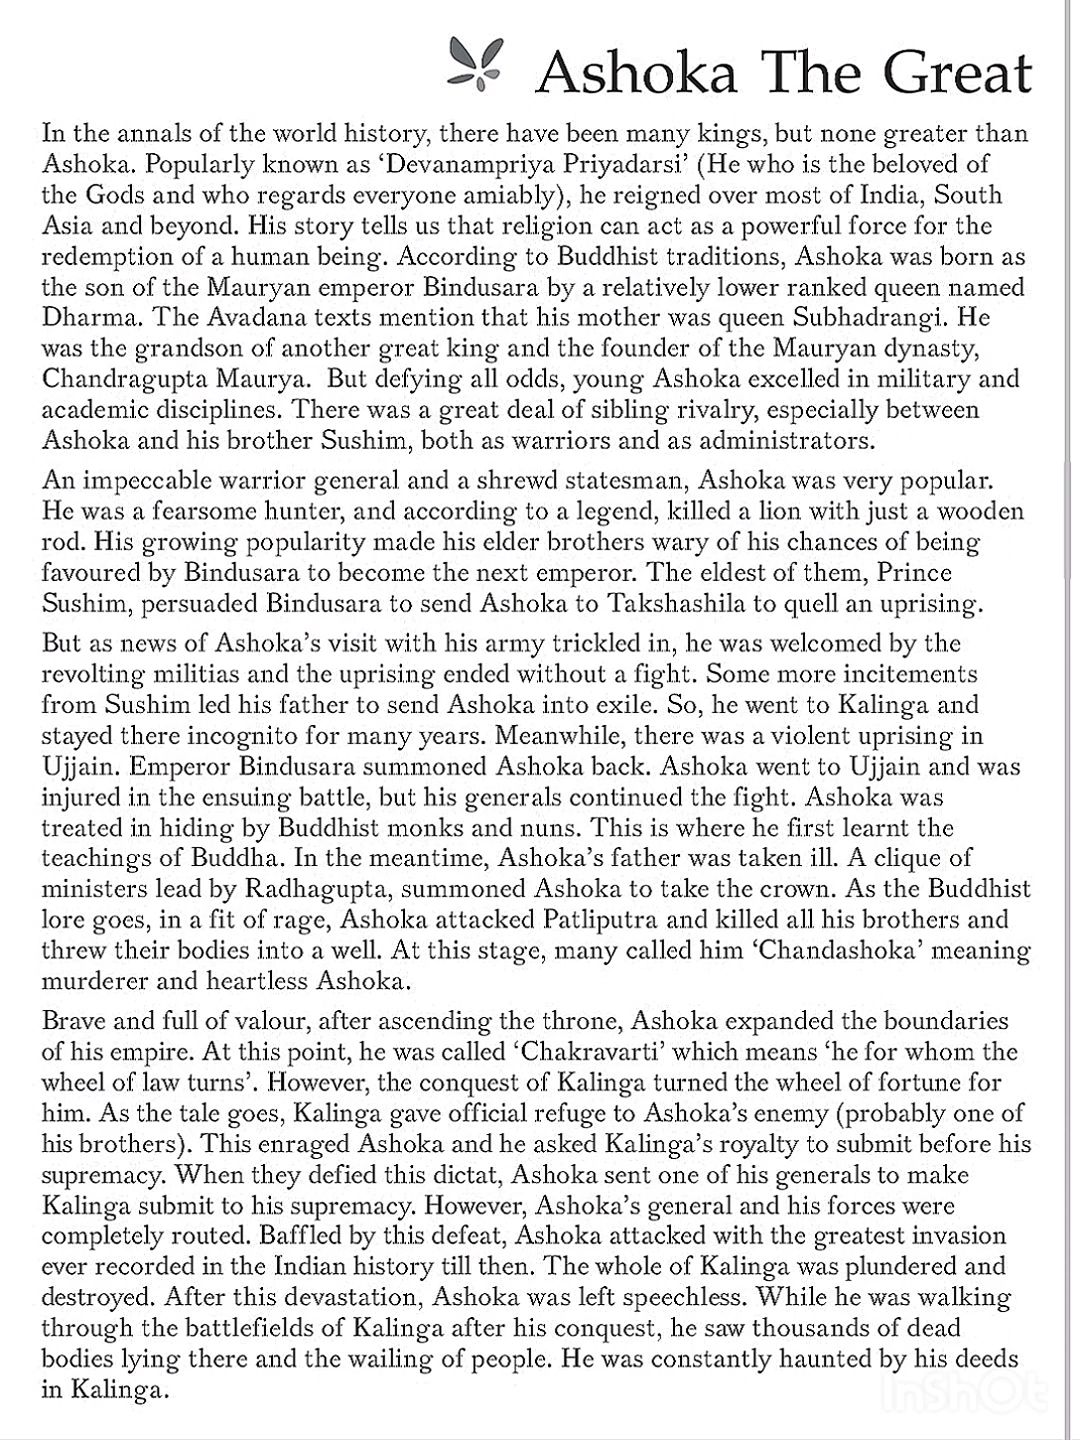 Ashoka The Great
In the annals of the world history, there have been many kings, but none greater than
Ashoka. Popularly known as ‘Devanampriya Priyadarsi’ (He who is the beloved of
the Gods and who regards everyone amiably), he reigned over most of India, South
Asia and beyond. His story tells us that religion can act as a powerful force for the
redemption of a human being. According to Buddhist traditions, Ashoka was born as
the son of the Mauryan emperor Bindusara by a relatively lower ranked queen named
Dharma. The Avadana texts mention that his mother was queen Subhadrangi. He
was the grandson of another great king and the founder of the Mauryan dynasty,
Chandragupta Maurya.  But defying all odds, young Ashoka excelled in military and
academic disciplines. There was a great deal of sibling rivalry, especially between
Ashoka and his brother Sushim, both as warriors and as administrators.
An impeccable warrior general and a shrewd statesman, Ashoka was very popular.
He was a fearsome hunter, and according to a legend, killed a lion with just a wooden
rod. His growing popularity made his elder brothers wary of his chances of being
favoured by Bindusara to become the next emperor. The eldest of them, Prince
Sushim, persuaded Bindusara to send Ashoka to Takshashila to quell an uprising.
But as news of Ashoka’s visit with his army trickled in, he was welcomed by the
revolting militias and the uprising ended without a fight. Some more incitements
from Sushim led his father to send Ashoka into exile. So, he went to Kalinga and
stayed there incognito for many years. Meanwhile, there was a violent uprising in
Ujjain. Emperor Bindusara summoned Ashoka back. Ashoka went to Ujjain and was
injured in the ensuing battle, but his generals continued the fight. Ashoka was
treated in hiding by Buddhist monks and nuns. This is where he first learnt the
teachings of Buddha. In the meantime, Ashoka’s father was taken ill. A clique of
ministers lead by Radhagupta, summoned Ashoka to take the crown. As the Buddhist
lore goes, in a fit of rage, Ashoka attacked Patliputra and killed all his brothers and
threw their bodies into a well. At this stage, many called him ‘Chandashoka’ meaning
murderer and heartless Ashoka.
Brave and full of valour, after ascending the throne, Ashoka expanded the boundaries
of his empire. At this point, he was called ‘Chakravarti’ which means ‘he for whom the
wheel of law turns’. However, the conquest of Kalinga turned the wheel of fortune for
him. As the tale goes, Kalinga gave official refuge to Ashoka’s enemy (probably one of
his brothers). This enraged Ashoka and he asked Kalinga’s royalty to submit before his
supremacy. When they defied this dictat, Ashoka sent one of his generals to make
Kalinga submit to his supremacy. However, Ashoka’s general and his forces were
completely routed. Baffled by this defeat, Ashoka attacked with the greatest invasion
ever recorded in the Indian history till then. The whole of Kalinga was plundered and
destroyed. After this devastation, Ashoka was left speechless. While he was walking
through the battlefields of Kalinga after his conquest, he saw thousands of dead
bodies lying there and the wailing of people. He was constantly haunted by his deeds
in Kalinga.
InShOt